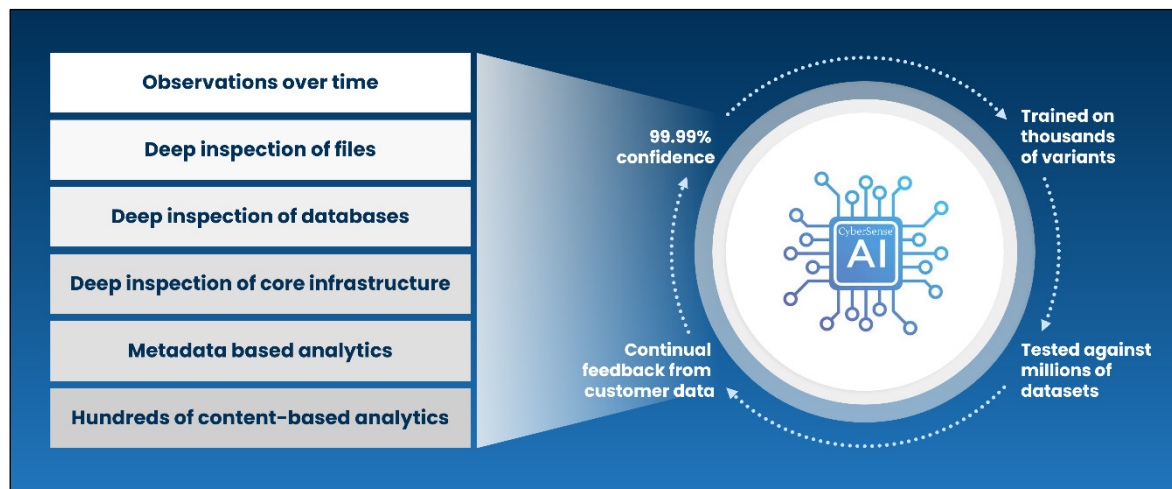 Observations over time
Deep inspection of files
Deep inspection of databases
Deep inspection of core infrastructure
Metadata based analytics
Hundreds of content-based analytics
99.99%
confidence
Trained on
thousands
of variants
CyberSense
AI
Continual
feedback from
customer data
Tested against
millions of
datasets